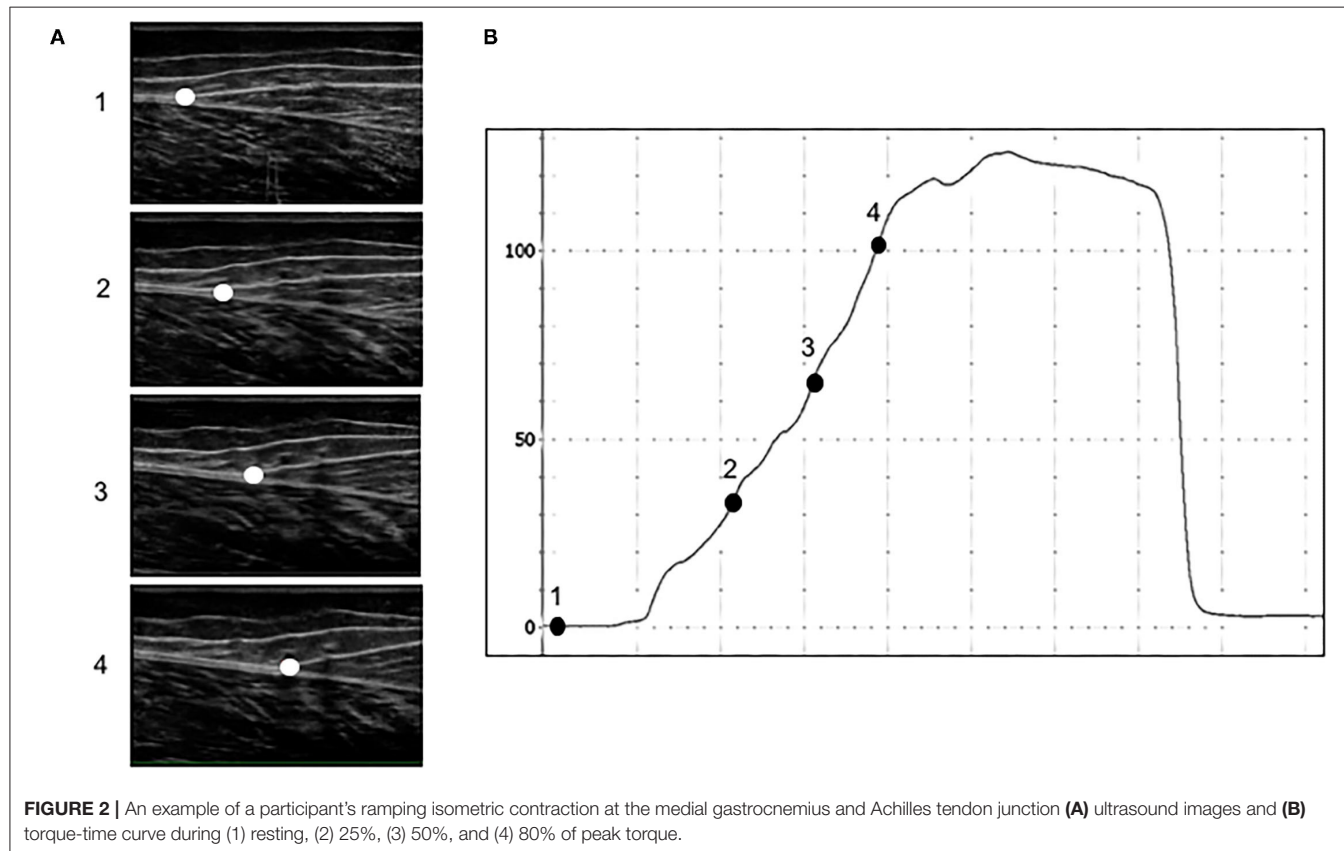 A
B
1
2
3
4
100
50
0
1
2
3
4
FIGURE 2 | An example of a participant's ramping isometric contraction at the medial gastrocnemius and Achilles tendon junction (A) ultrasound images and (B)
torque-time curve during (1) resting, (2) 25%, (3) 50%, and (4) 80% of peak torque.